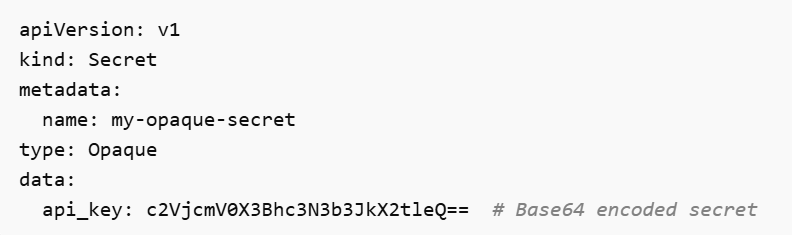 apiVersion: v1
kind: Secret
metadata:
  name: my-opaque-secret
type: Opaque
data:
  api_key: c2VjcmV0X3Bhc3N3b3JkX2tleQ==  # Base64 encoded secret